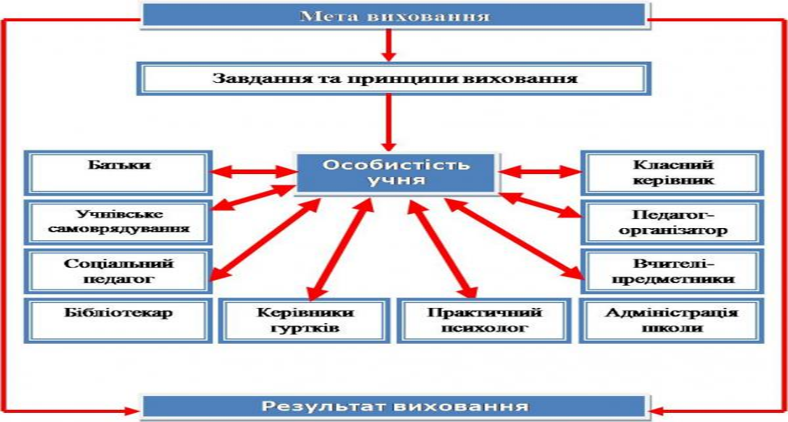 Мета виховання
Завдання та принципи виховання
Особистість
учня
Батьки
Класний
керівник
Учнівське
самоврядування
Педагог-
організатор
Соціальний
педагог
Вчителі-
предметники
Бібліотекар
Керівники
гуртків
Практичний
психолог
Адміністрація
школи
Результат виховання